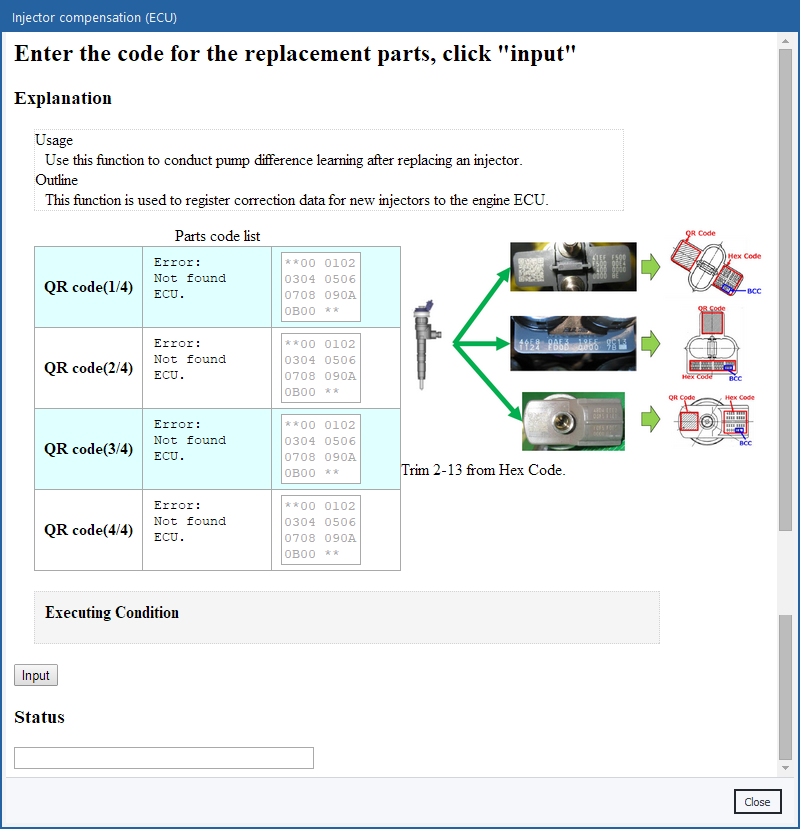 Injector compensation (ECU)
Enter the code for the replacement parts, click "input"
Explanation
Usage
Use this function to conduct pump difference learning after replacing an injector.
Outline
This function is used to register correction data for new injectors to the engine ECU.
Parts code list
QR code(1/4)
Error:
Not found
ECU.
**00 0102
0304 0506
0708 090A
0B00 **
QR code(2/4)
Error:
Not found
ECU.
**00 0102
0304 0506
0708 090A
0B00 **
QR code(3/4)
Error:
Not found
ECU.
**00 0102
0304 0506
0708 090A
0B00 **
QR code(4/4)
Error:
Not found
ECU.
**00 0102
0304 0506
0708 090A
0B00 **
QR Code
Hex Code
BCC
QR Code
Hex Code
BCC
QR Code
Hex Code
BCC
Trim 2-13 from Hex Code.
Executing Condition
Input
Status
Close